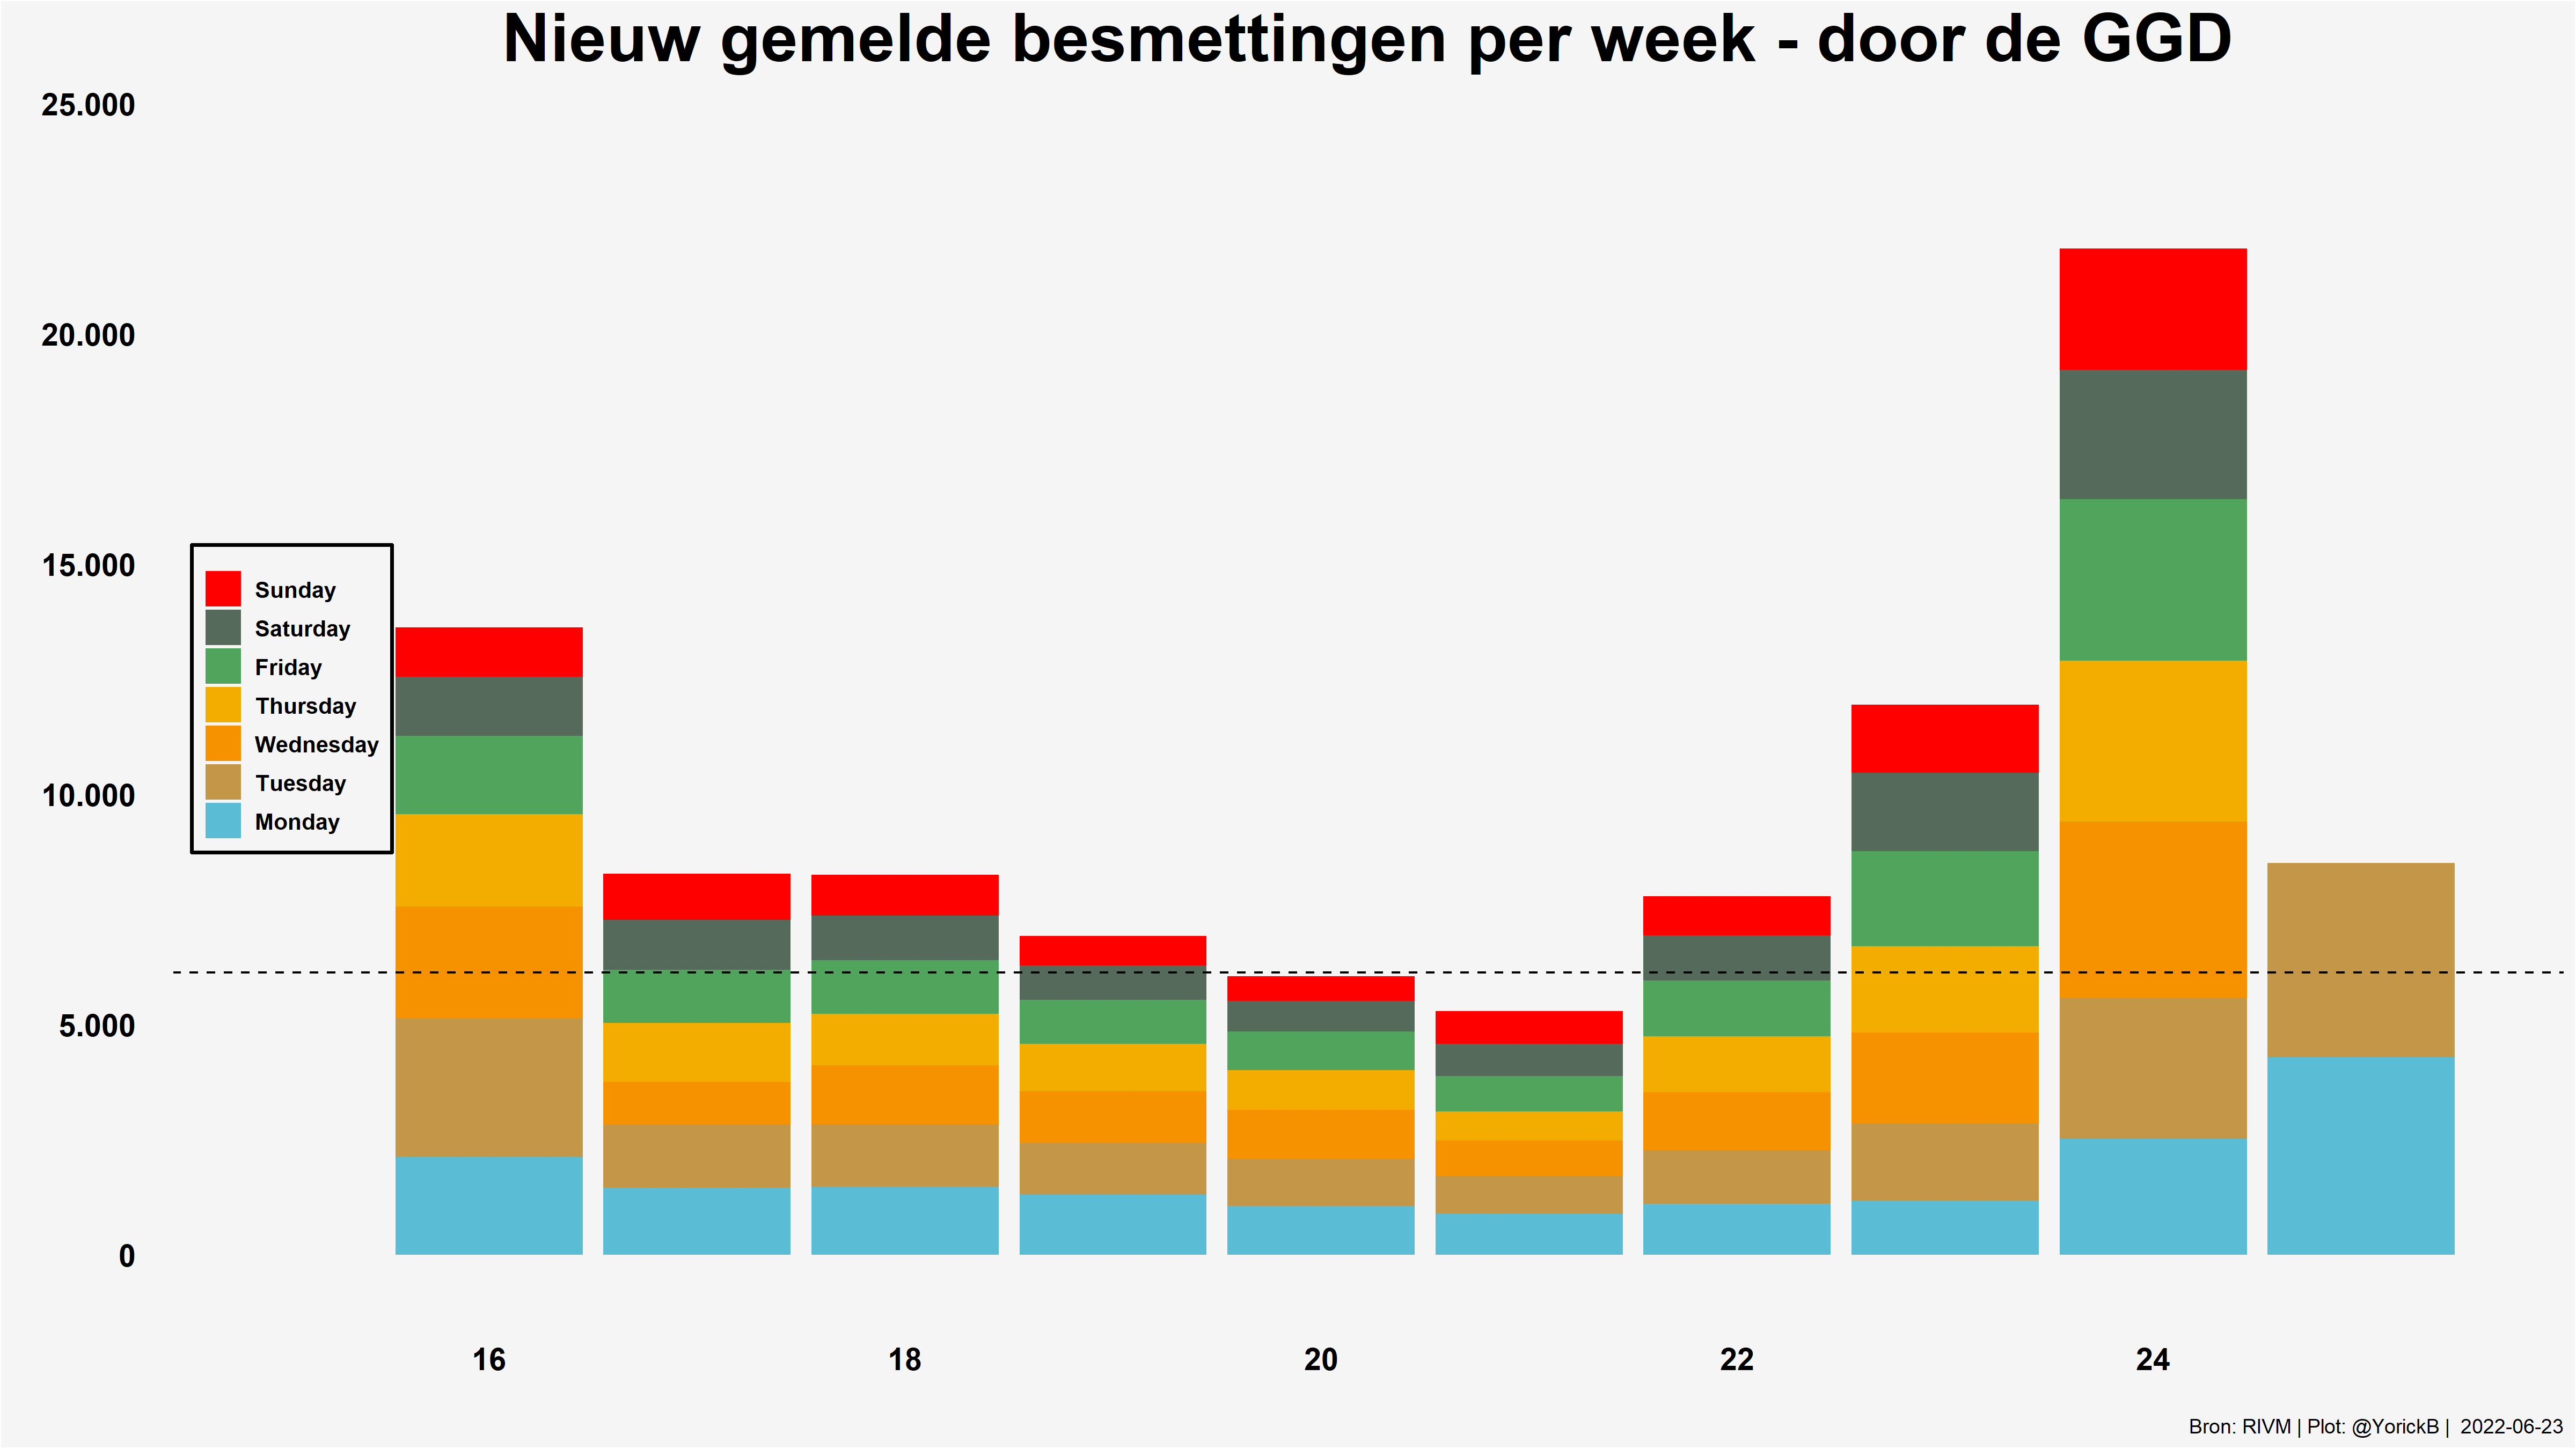 Nieuw gemelde besmettingen per week - door de GGD
25.000
20.000
15.000
10.000
5.000
0
Sunday
Saturday
Friday
Thursday
Wednesday
Tuesday
Monday
16 18 20 22 24
Bron: RIVM | Plot: @YorickB | 2022-06-23